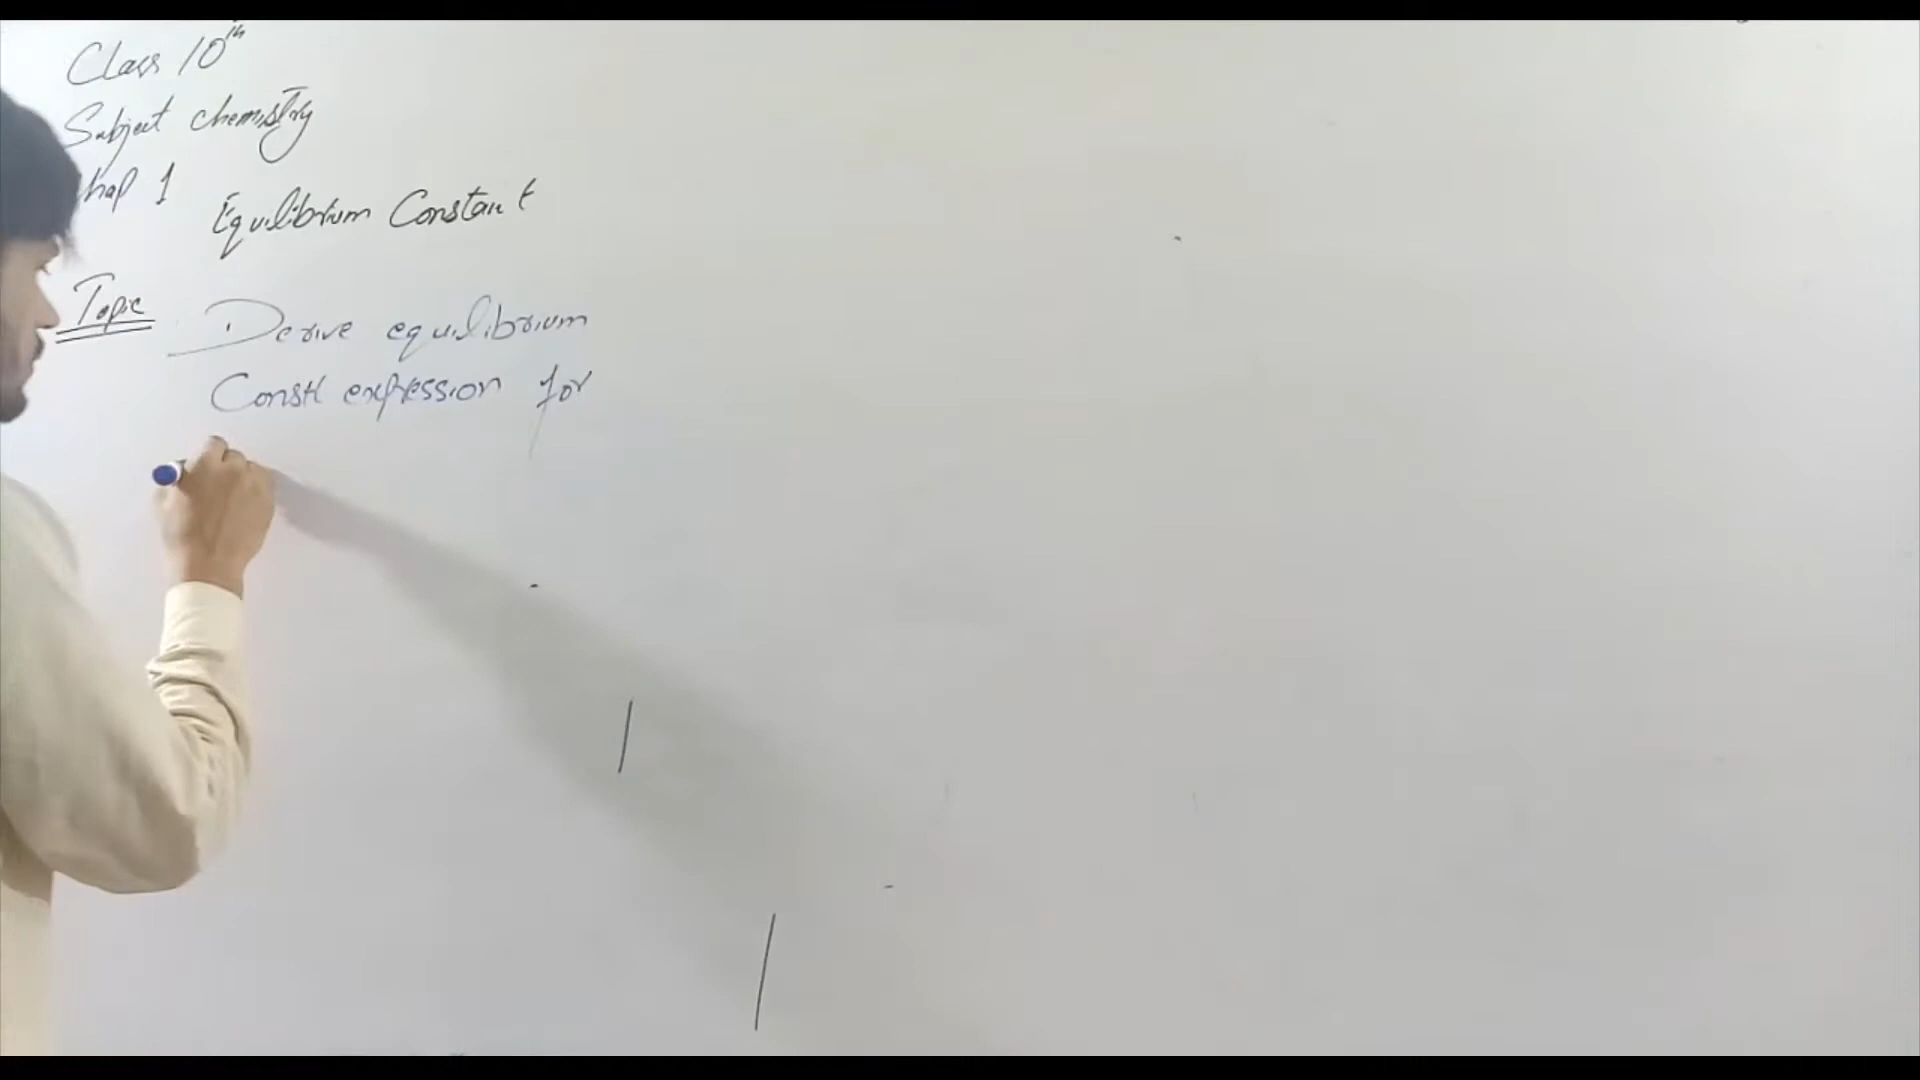 Class 10th
Subject chemistry
Chap 1
Equilibrium Constant
Topic Derive equilibrium
Constt expression for